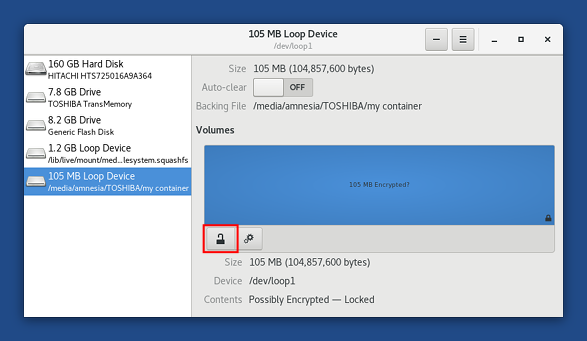 105 MB Loop Device
/dev/loop1
160 GB Hard Disk
HITACHI HTS725016A9A364
7.8 GB Drive
TOSHIBA TransMemory
8.2 GB Drive
Generic Flash Disk
1.2 GB Loop Device
/lib/live/mount/med...lesystem.squashfs
105 MB Loop Device
/media/amnesia/TOSHIBA/my container
Size 105 MB (104,857,600 bytes)
Auto-clear OFF
Backing File /media/amnesia/TOSHIBA/my container
Volumes
105 MB Encrypted?
Size 105 MB (104,857,600 bytes)
Device /dev/loop1
Contents Possibly Encrypted — Locked